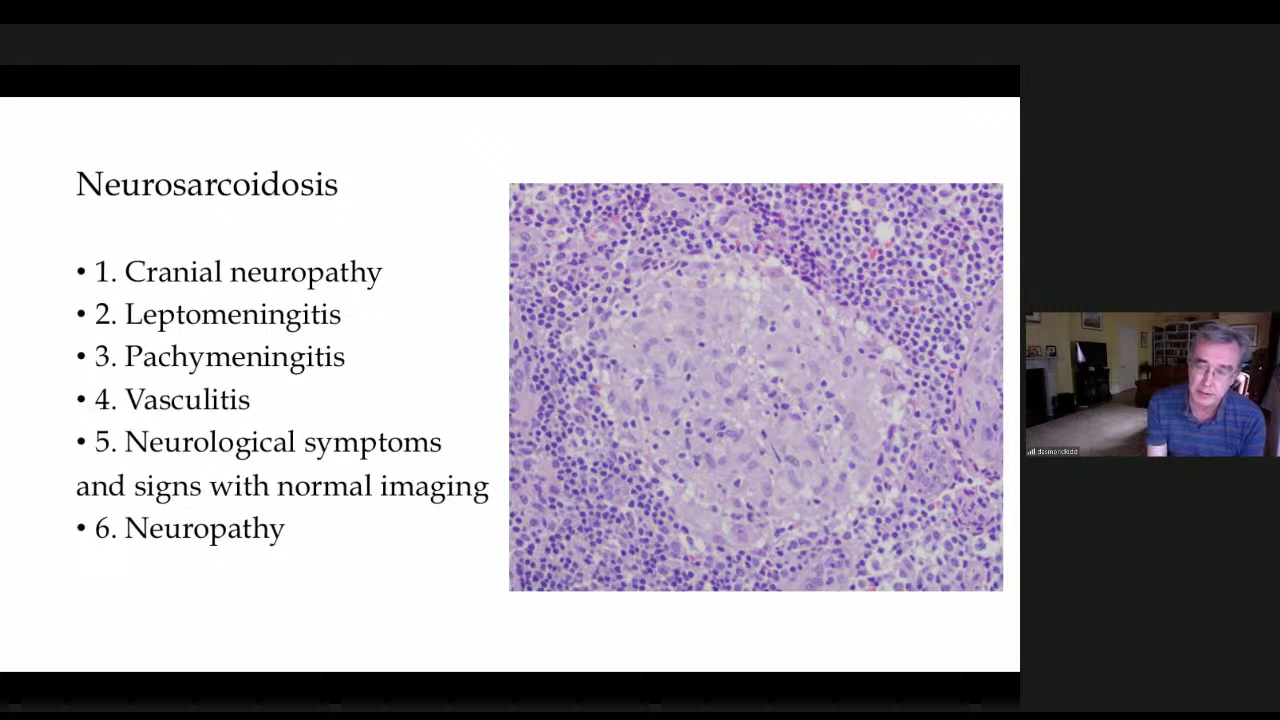 Neurosarcoidosis
• 1. Cranial neuropathy
• 2. Leptomeningitis
• 3. Pachymeningitis
• 4. Vasculitis
• 5. Neurological symptoms
and signs with normal imaging
• 6. Neuropathy
desmondkidd